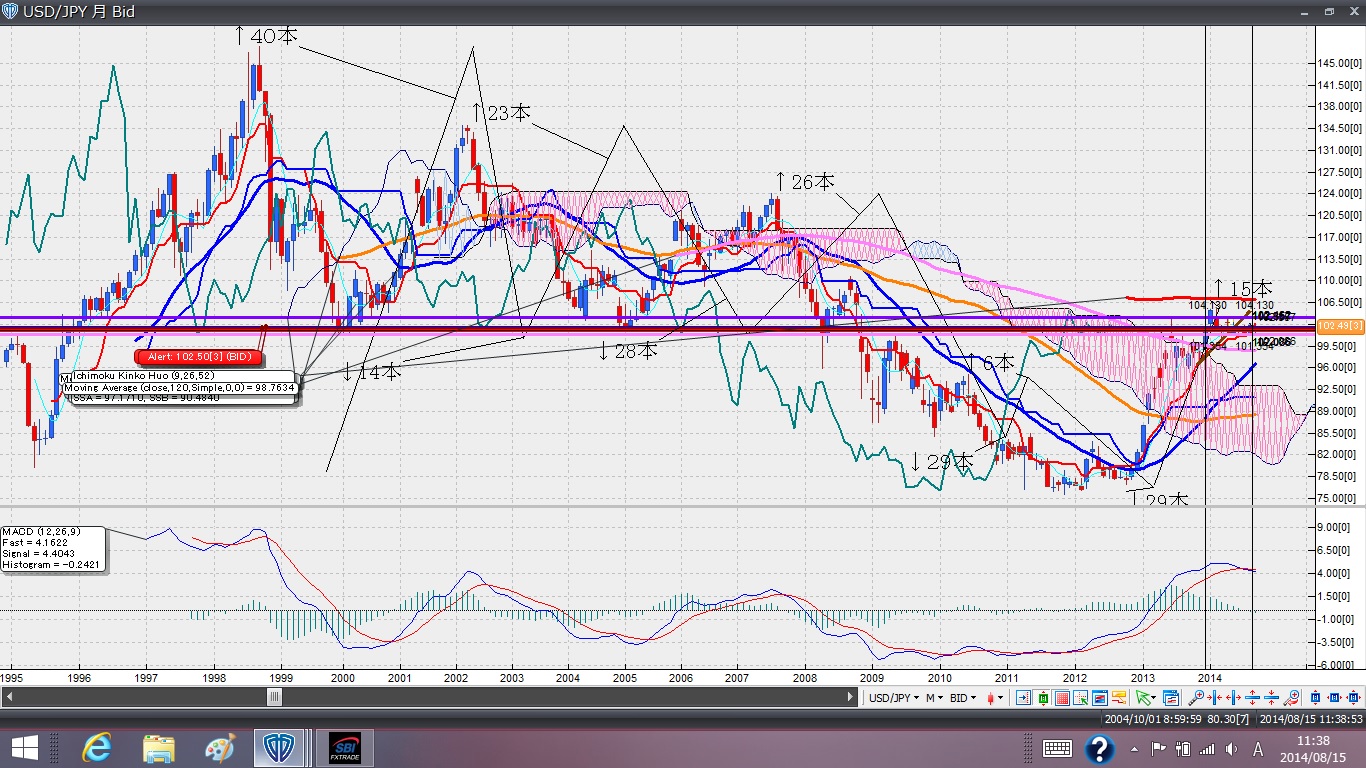 USD/JPY 月 Bid
↑40本
↑23本
↑26本
↑15本
↓14本
↓28本
↑6本
↓29本
↓29本
145.00[0]
141.50[0]
138.00[0]
134.50[0]
131.00[0]
127.50[0]
124.00[0]
120.50[0]
117.00[0]
113.50[0]
110.00[0]
106.50[0]
102.49[3]
99.50[0]
96.00[0]
92.50[0]
89.00[0]
85.50[0]
82.00[0]
78.50[0]
75.00[0]
104.130
104.130
101.354
Alert: 102.50[3] (BID)
Ichimoku Kinko Huo (9,26,52)
Moving Average (close,120,Simple,0,0) = 98.7634
SSA = 97.1710, SSB = 90.4840
MACD (12,26,9)
Fast = 4.1622
Signal = 4.4043
Histogram = -0.2421
9.00[0]
6.50[0]
4.00[0]
1.50[0]
-1.00[0]
-3.50[0]
-6.00[0]
1995 1996 1997 1998 1999 2000 2001 2002 2003 2004 2005 2006 2007 2008 2009 2010 2011 2012 2013 2014
USD/JPY M BID
2004/10/01 8:59:59 80.30[7] 2014/08/15 11:38:53
SBI
FXTRADE
A
11:38
2014/08/15